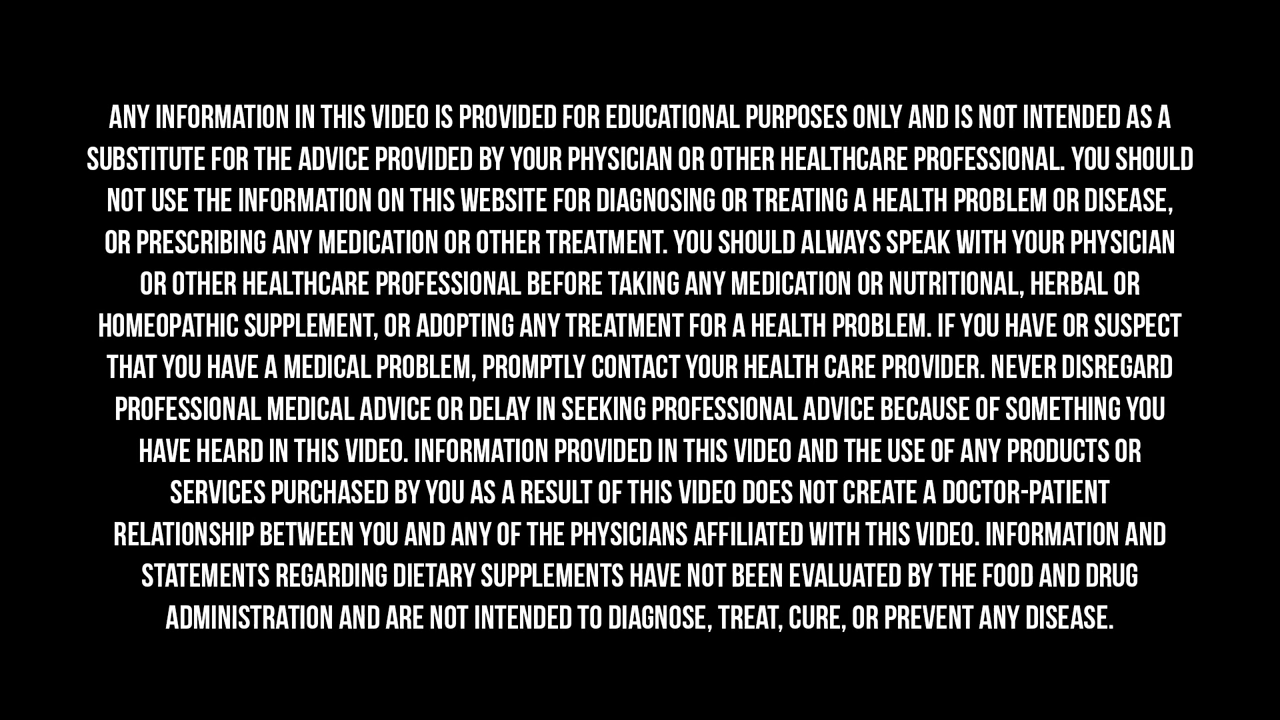 ANY INFORMATION IN THIS VIDEO IS PROVIDED FOR EDUCATIONAL PURPOSES ONLY AND IS NOT INTENDED AS A
SUBSTITUTE FOR THE ADVICE PROVIDED BY YOUR PHYSICIAN OR OTHER HEALTHCARE PROFESSIONAL. YOU SHOULD
NOT USE THE INFORMATION ON THIS WEBSITE FOR DIAGNOSING OR TREATING A HEALTH PROBLEM OR DISEASE,
OR PRESCRIBING ANY MEDICATION OR OTHER TREATMENT. YOU SHOULD ALWAYS SPEAK WITH YOUR PHYSICIAN
OR OTHER HEALTHCARE PROFESSIONAL BEFORE TAKING ANY MEDICATION OR NUTRITIONAL, HERBAL OR
HOMEOPATHIC SUPPLEMENT, OR ADOPTING ANY TREATMENT FOR A HEALTH PROBLEM. IF YOU HAVE OR SUSPECT
THAT YOU HAVE A MEDICAL PROBLEM, PROMPTLY CONTACT YOUR HEALTH CARE PROVIDER. NEVER DISREGARD
PROFESSIONAL MEDICAL ADVICE OR DELAY IN SEEKING PROFESSIONAL ADVICE BECAUSE OF SOMETHING YOU
HAVE HEARD IN THIS VIDEO. INFORMATION PROVIDED IN THIS VIDEO AND THE USE OF ANY PRODUCTS OR
SERVICES PURCHASED BY YOU AS A RESULT OF THIS VIDEO DOES NOT CREATE A DOCTOR-PATIENT
RELATIONSHIP BETWEEN YOU AND ANY OF THE PHYSICIANS AFFILIATED WITH THIS VIDEO. INFORMATION AND
STATEMENTS REGARDING DIETARY SUPPLEMENTS HAVE NOT BEEN EVALUATED BY THE FOOD AND DRUG
ADMINISTRATION AND ARE NOT INTENDED TO DIAGNOSE, TREAT, CURE, OR PREVENT ANY DISEASE.